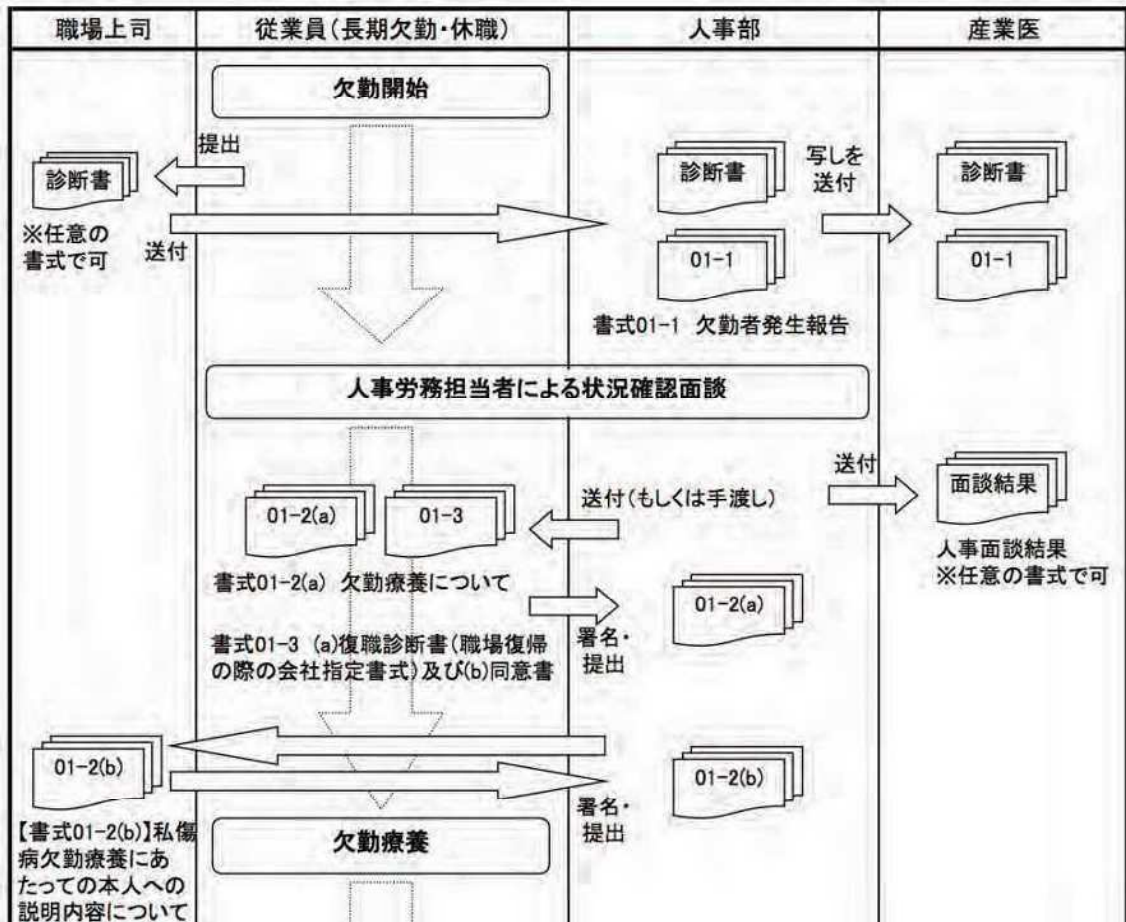 職場上司
従業員(長期欠勤・休職)
人事部
産業医
欠勤開始
提出
診断書
※任意の
書式で可
送付
診断書
01-1
書式01-1 欠勤者発生報告
写しを
送付
診断書
01-1
人事労務担当者による状況確認面談
送付
面談結果
人事面談結果
※任意の書式で可
送付(もしくは手渡し)
01-2(a)
01-3
書式01-2(a) 欠勤療養について
書式01-3 (a)復職診断書(職場復帰
の際の会社指定書式)及び(b)同意書
署名・
提出
01-2(a)
01-2(b)
【書式01-2(b)】私傷
病欠勤療養にあ
たっての本人への
説明内容について
署名・
提出
01-2(b)
欠勤療養